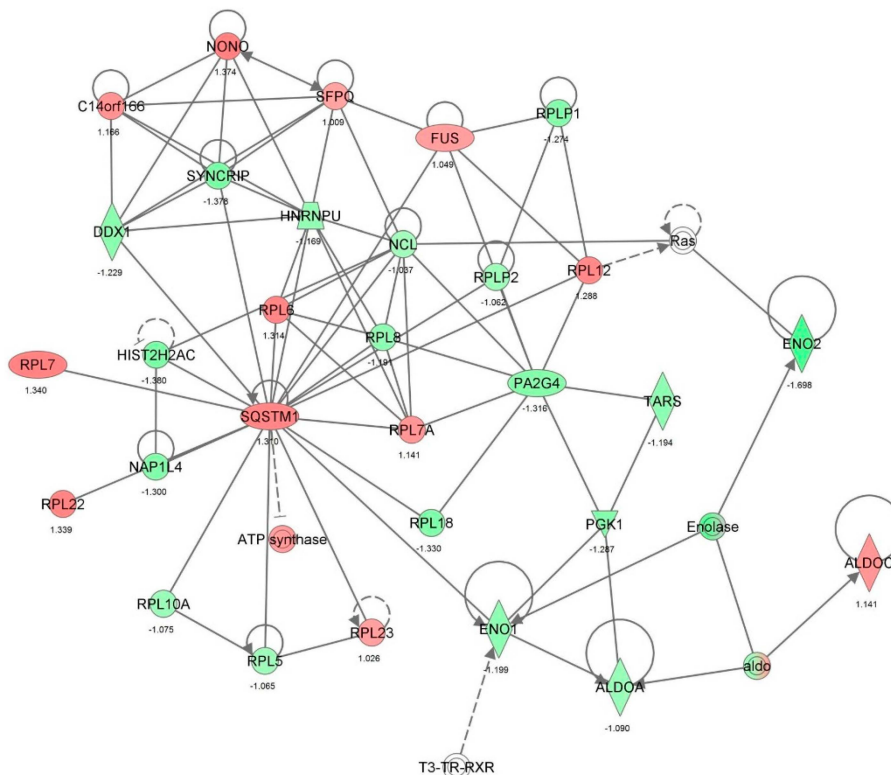 NONO
1.374
C14orf166
1.166
SFPQ
1.009
FUS
1.049
RPLP1
-1.274
SYNCRIP
-1.378
HNRNPU
-1.169
DDX1
-1.229
NCL
-1.037
Ras
RPLP2
-1.062
RPL12
1.288
RPL6
1.314
RPL8
-1.191
ENO2
-1.698
HIST2H2AC
-1.380
RPL7
1.340
PA2G4
-1.316
TARS
-1.194
SQSTM1
1.310
RPL7A
1.141
NAP1L4
-1.300
RPL22
1.339
ATP synthase
RPL18
-1.330
PGK1
-1.287
Enolase
ALDOC
1.141
RPL10A
-1.075
RPL5
-1.065
RPL23
1.026
ENO1
-1.199
ALDOA
-1.090
aldo
T3-TR-RXR